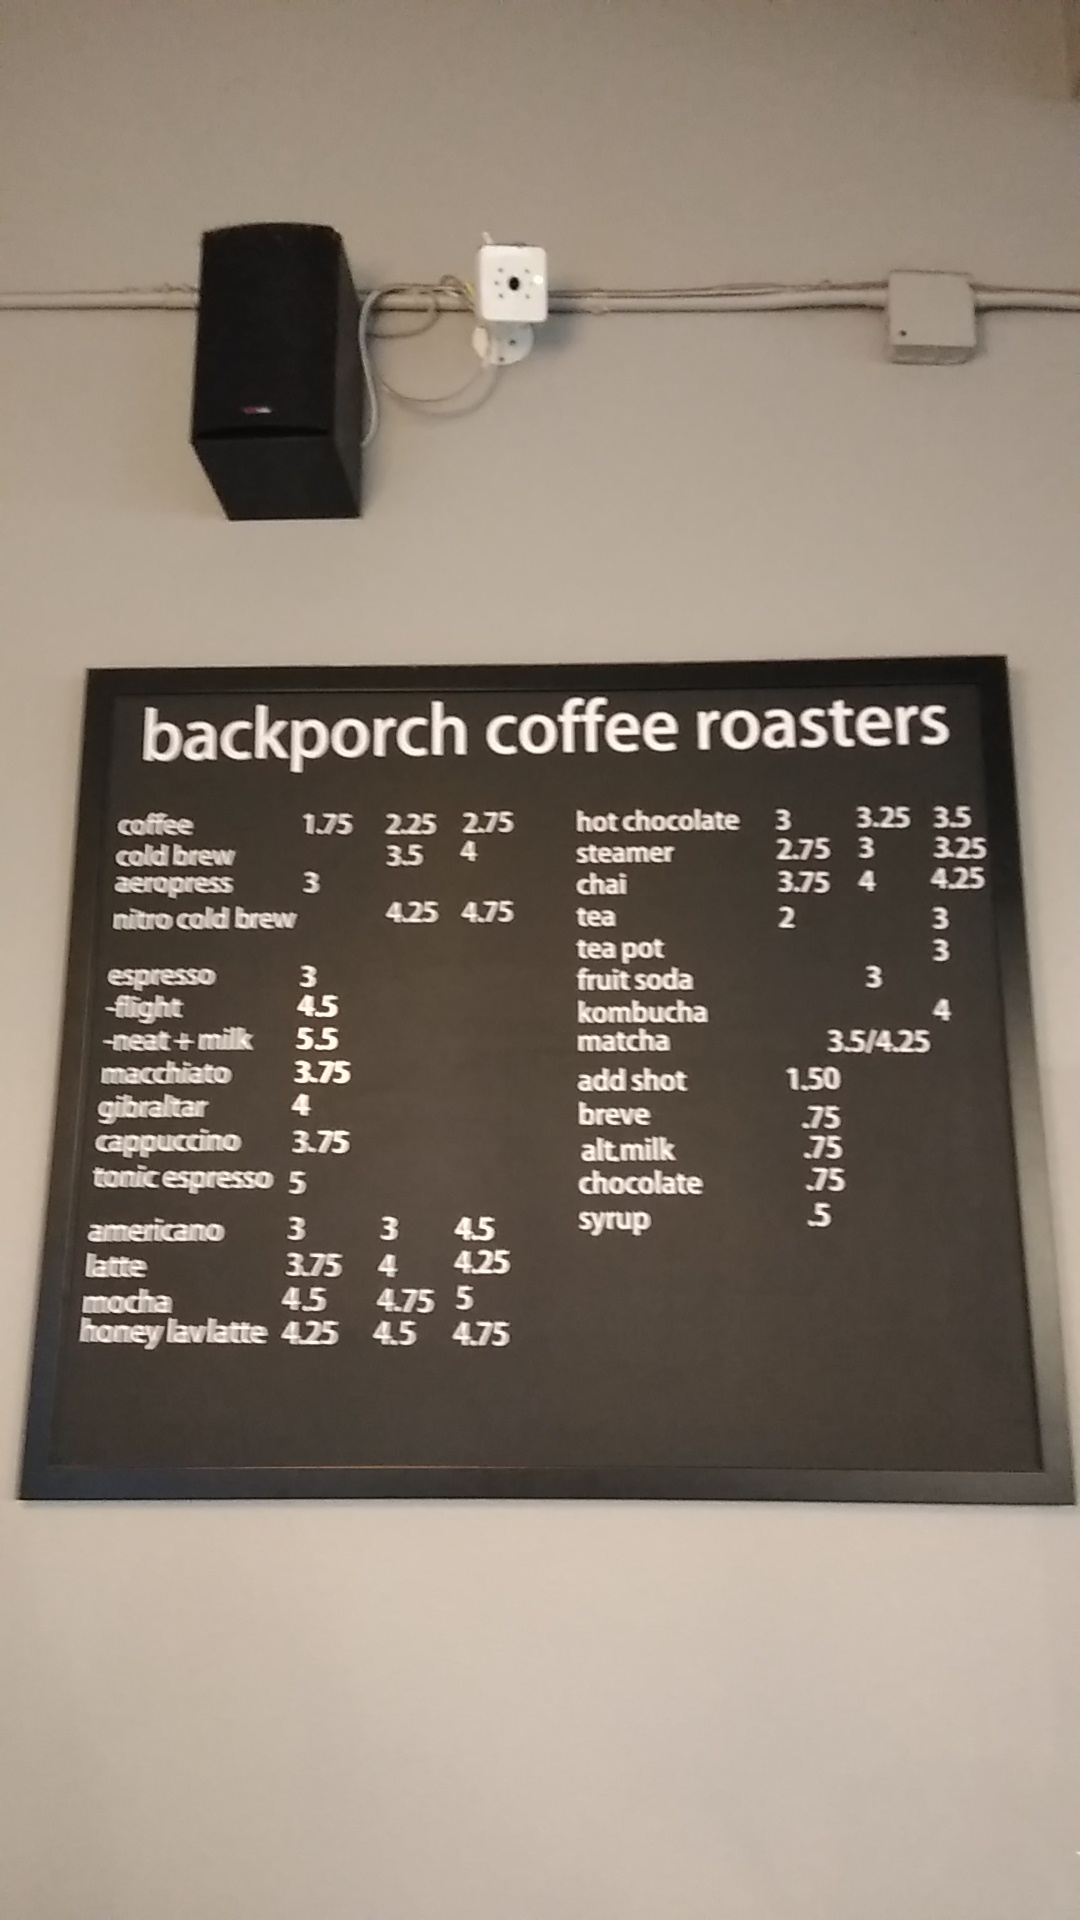 backporch coffee roasters
coffee 1.75 2.25 2.75
cold brew 3.5 4
aeropress 3
nitro cold brew 4.25 4.75
espresso 3
-flight 4.5
-neat + milk 5.5
macchiato 3.75
gibraltar 4
cappuccino 3.75
tonic espresso 5
americano 3 3 4.5
latte 3.75 4 4.25
mocha 4.5 4.75 5
honey lav latte 4.25 4.5 4.75
hot chocolate 3 3.25 3.5
steamer 2.75 3 3.25
chai 3.75 4 4.25
tea 2 3
tea pot 3
fruit soda 3
kombucha 4
matcha 3.5/4.25
add shot 1.50
breve .75
alt.milk .75
chocolate .75
syrup .5